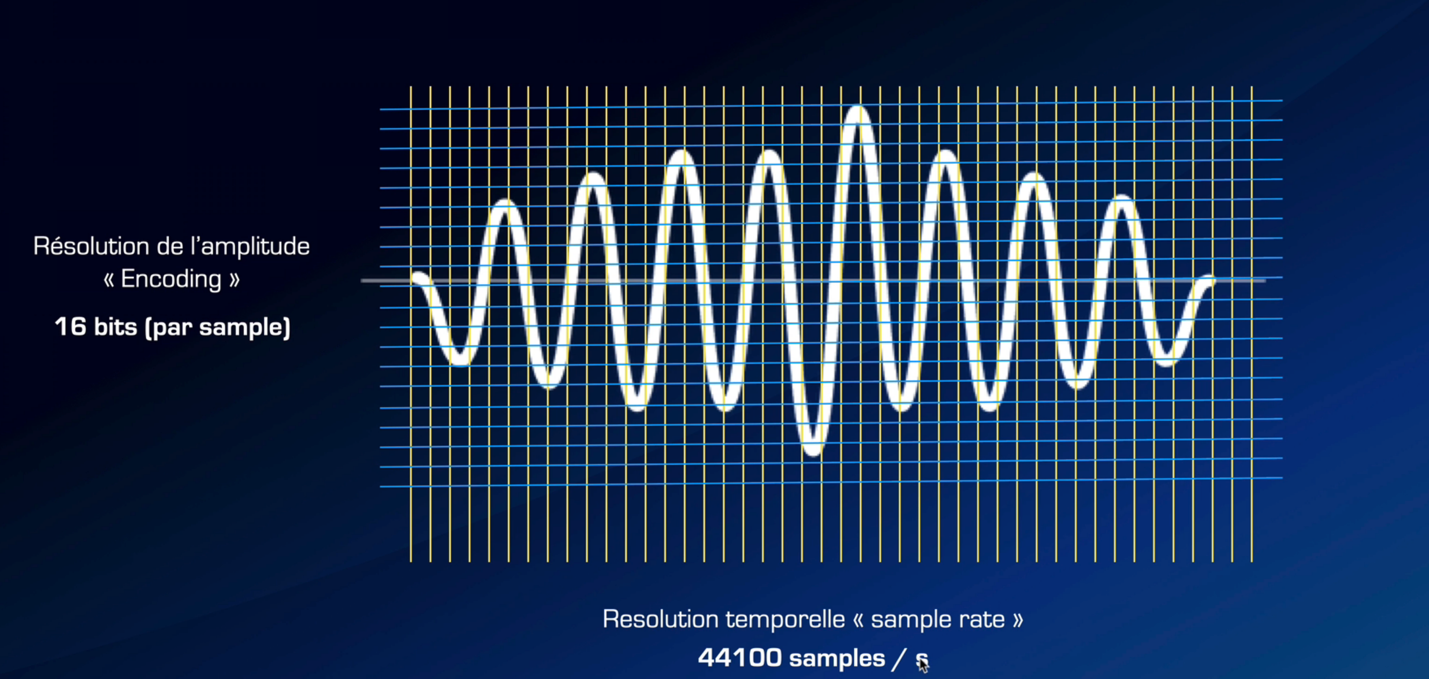 Résolution de l'amplitude
« Encoding »
16 bits (par sample)
Resolution temporelle « sample rate »
44100 samples / s